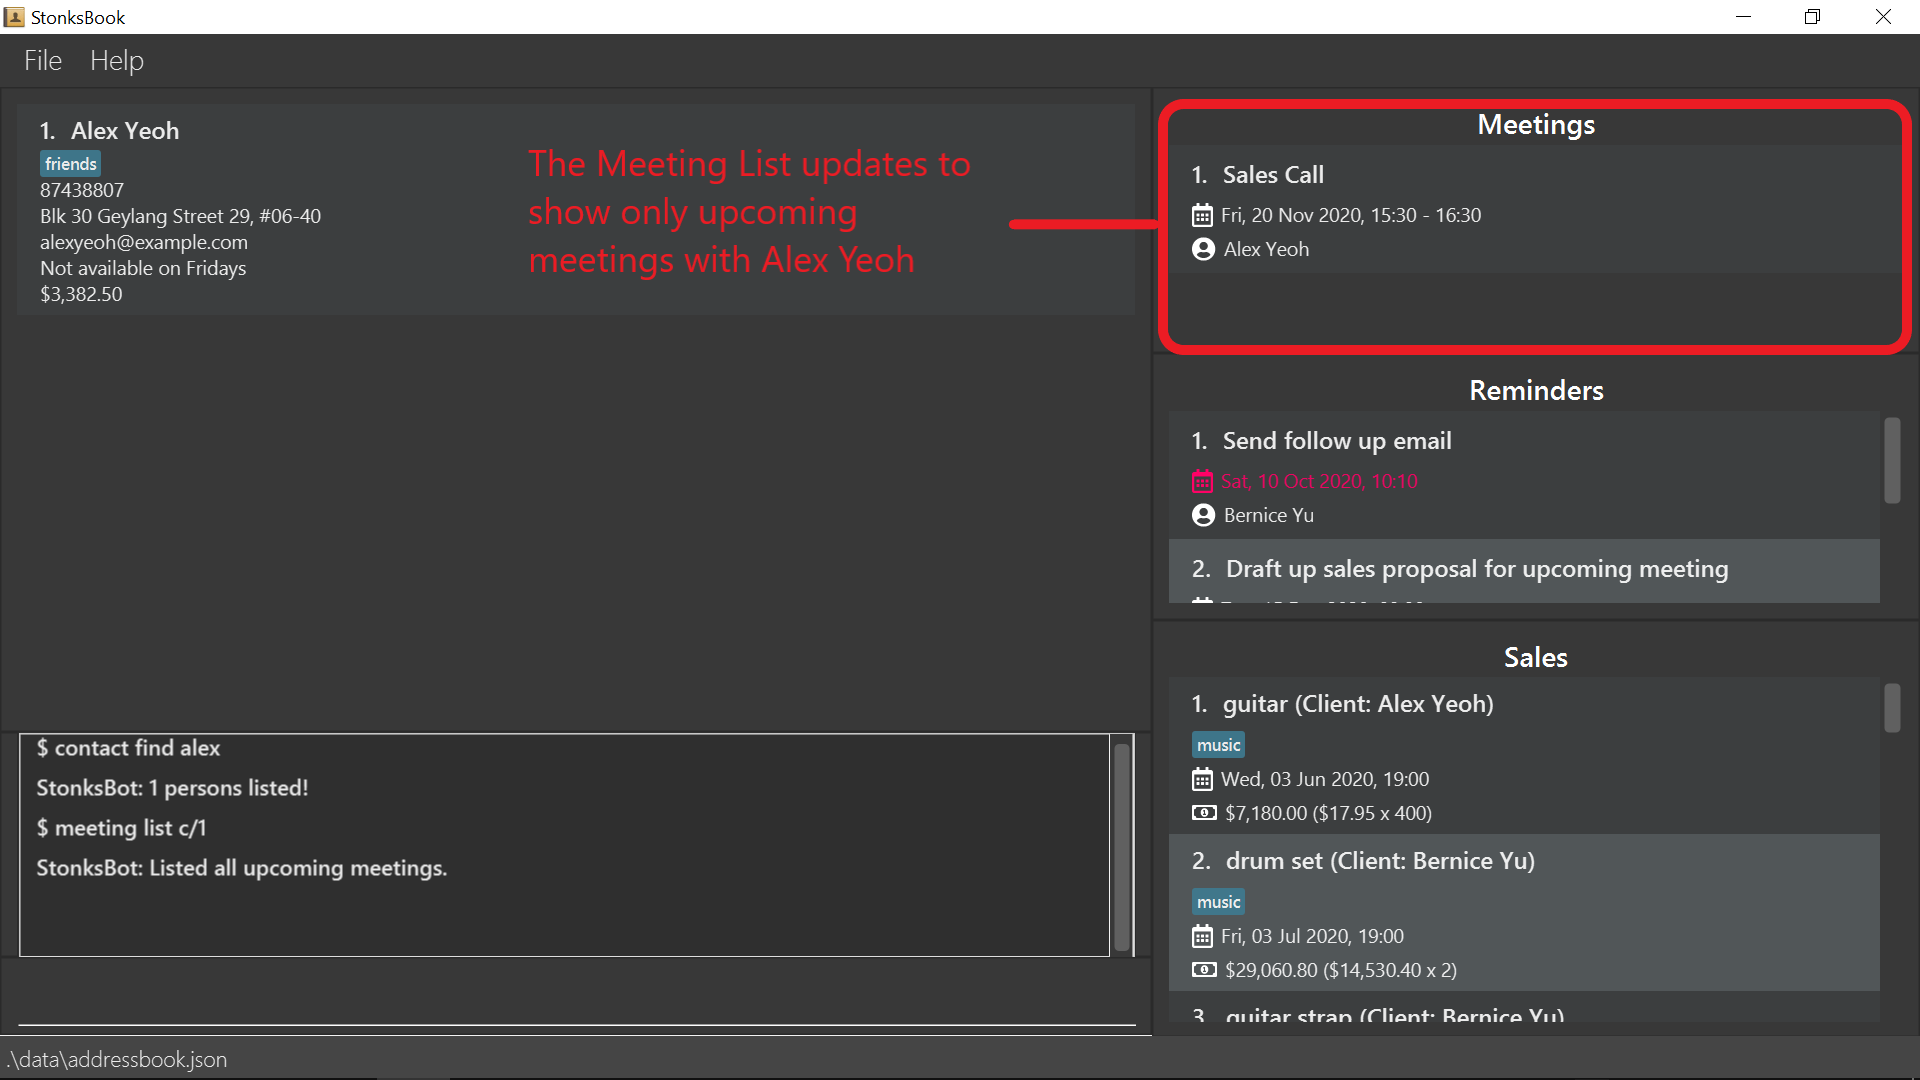 StonksBook
File Help
1. Alex Yeoh
friends
87438807
Blk 30 Geylang Street 29, #06-40
alexyeoh@example.com
Not available on Fridays
$3,382.50
The Meeting List updates to
show only upcoming
meetings with Alex Yeoh
$ contact find alex
StonksBot: 1 persons listed!
$ meeting list c/1
StonksBot: Listed all upcoming meetings.
Meetings
1. Sales Call
Fri, 20 Nov 2020, 15:30 - 16:30
Alex Yeoh
Reminders
1. Send follow up email
Sat, 10 Oct 2020, 10:10
Bernice Yu
2. Draft up sales proposal for upcoming meeting
Sales
1. guitar (Client: Alex Yeoh)
music
Wed, 03 Jun 2020, 19:00
$7,180.00 ($17.95 x 400)
2. drum set (Client: Bernice Yu)
music
Fri, 03 Jul 2020, 19:00
$29,060.80 ($14,530.40 x 2)
3. guitar strap (Client: Bernice Yu)
.\data\addressbook.json